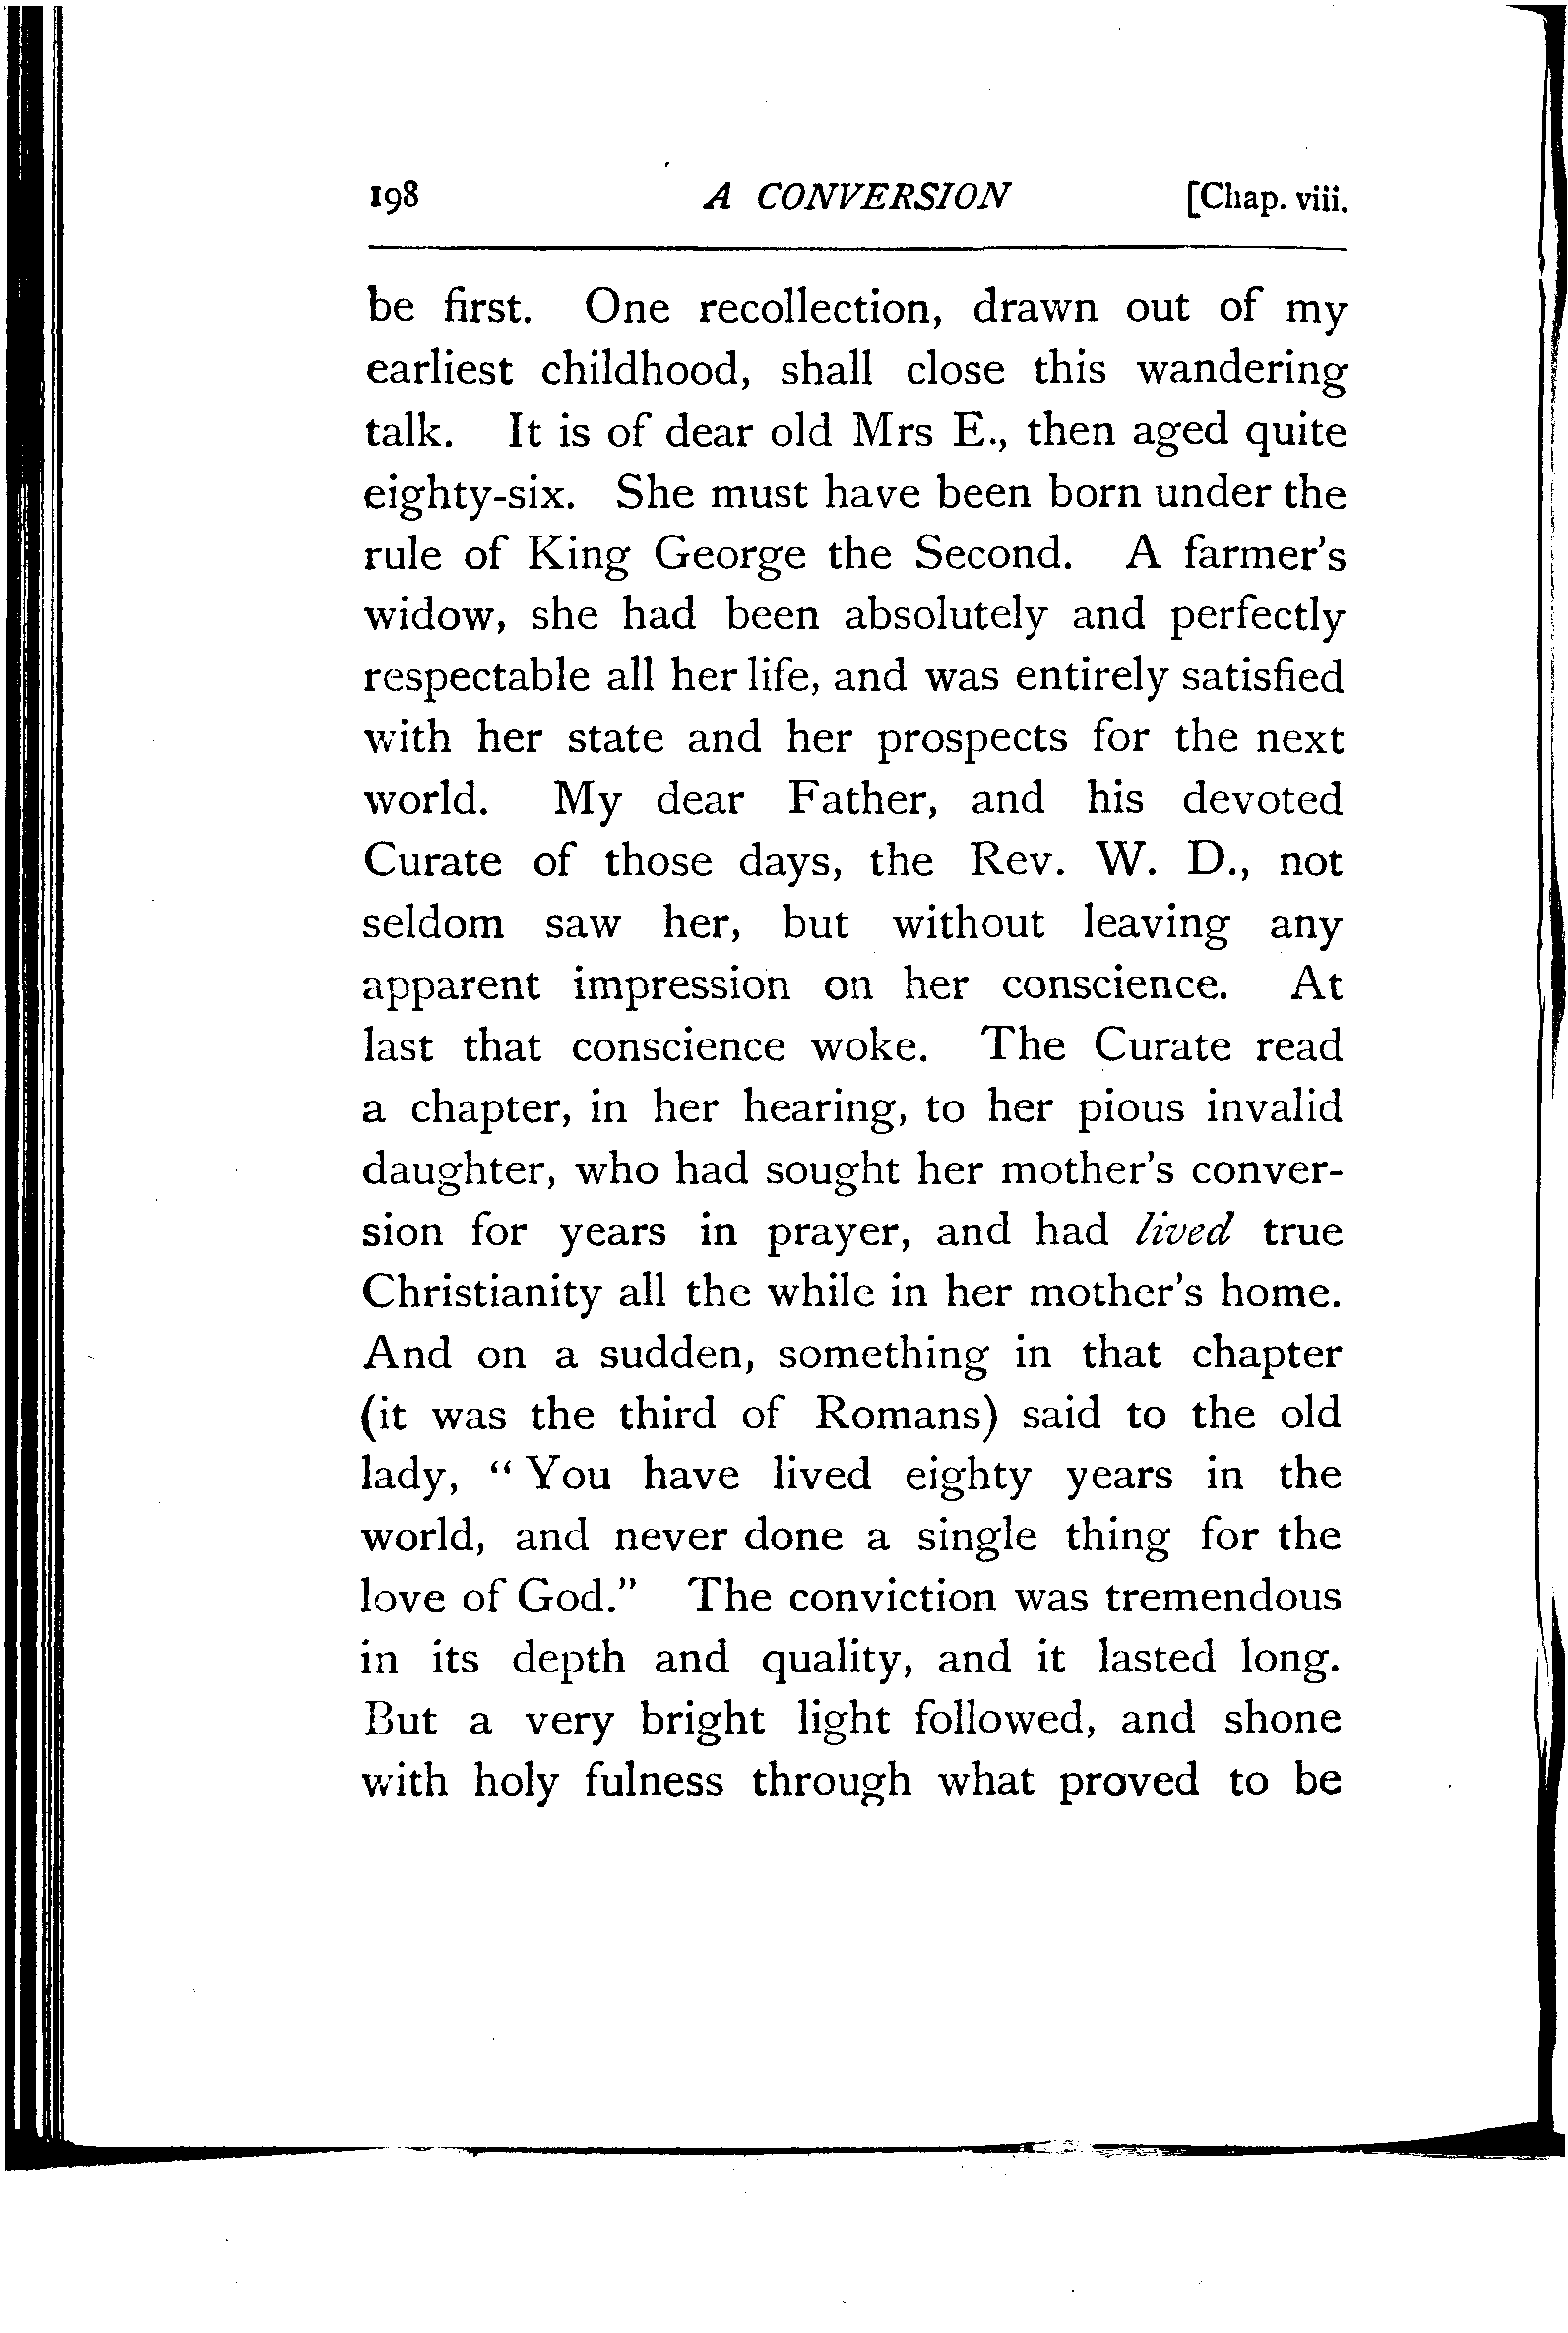 198 A CONVERSION [Chap. viii.
be first. One recollection, drawn out of my
earliest childhood, shall close this wandering
talk. It is of dear old Mrs E., then aged quite
eighty-six. She must have been born under the
rule of King George the Second. A farmer's
widow, she had been absolutely and perfectly
respectable all her life, and was entirely satisfied
with her state and her prospects for the next
world. My dear Father, and his devoted
Curate of those days, the Rev. W. D., not
seldom saw her, but without leaving any
apparent impression on her conscience. At
last that conscience woke. The Curate read
a chapter, in her hearing, to her pious invalid
daughter, who had sought her mother's conver-
sion for years in prayer, and had lived true
Christianity all the while in her mother's home.
And on a sudden, something in that chapter
(it was the third of Romans) said to the old
lady, "You have lived eighty years in the
world, and never done a single thing for the
love of God." The conviction was tremendous
in its depth and quality, and it lasted long.
But a very bright light followed, and shone
with holy fulness through what proved to be